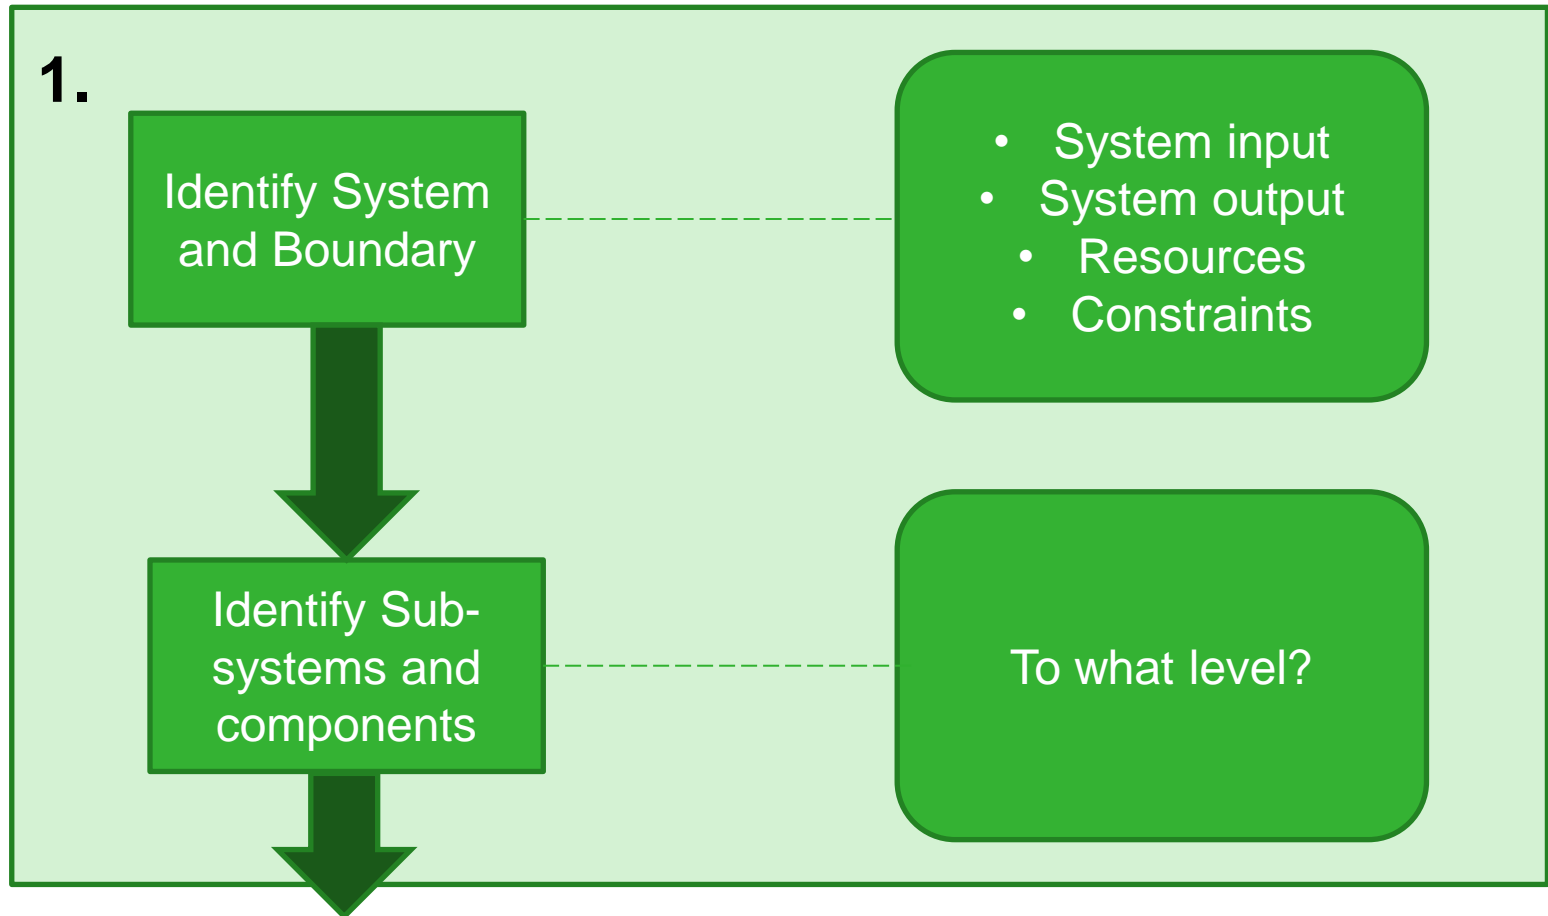 1.
Identify System
and Boundary
• System input
• System output
• Resources
• Constraints
Identify Sub-
systems and
components
To what level?